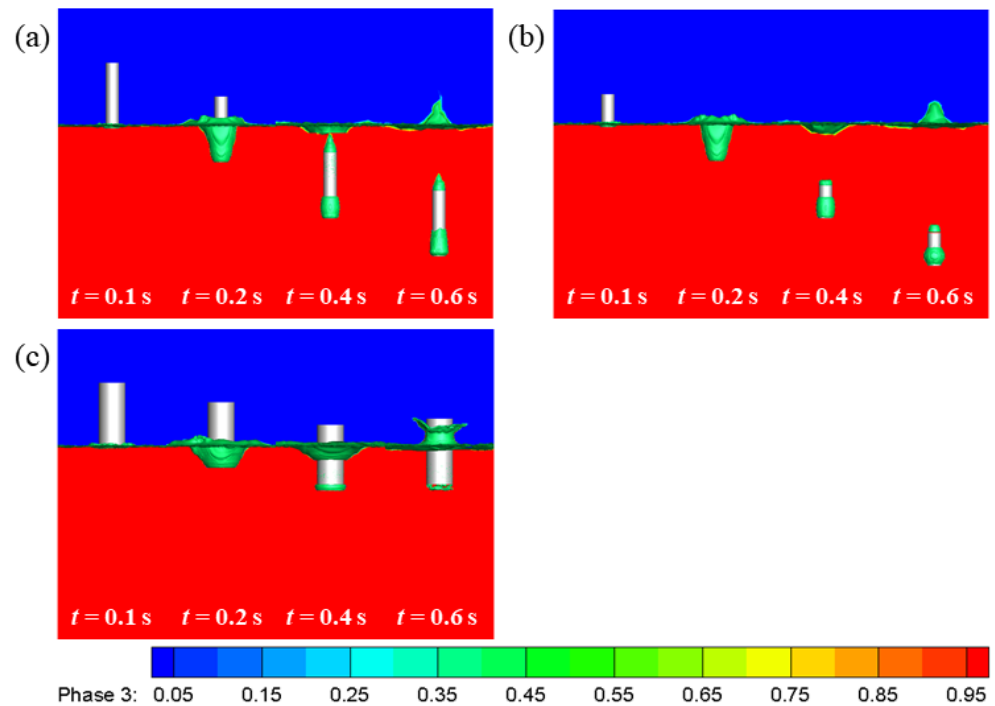 (a)
t = 0.1 s t = 0.2 s t = 0.4 s t = 0.6 s
(b)
t = 0.1 s t = 0.2 s t = 0.4 s t = 0.6 s
(c)
t = 0.1 s t = 0.2 s t = 0.4 s t = 0.6 s
Phase 3: 0.05 0.15 0.25 0.35 0.45 0.55 0.65 0.75 0.85 0.95